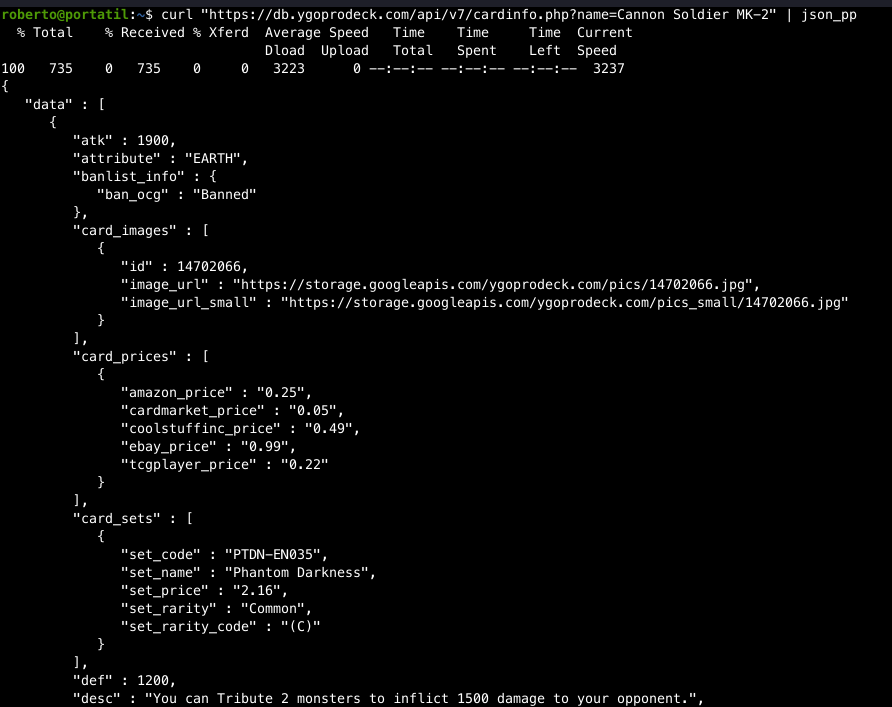 roberto@portatil:~$ curl "https://db.ygoprodeck.com/api/v7/cardinfo.php?name=Cannon Soldier MK-2" | json_pp
  % Total    % Received % Xferd  Average Speed   Time    Time     Time  Current
                                 Dload  Upload   Total   Spent    Left  Speed
100   735    0   735    0     0   3223      0 --:--:-- --:--:-- --:--:--  3237
{
   "data" : [
      {
         "atk" : 1900,
         "attribute" : "EARTH",
         "banlist_info" : {
            "ban_ocg" : "Banned"
         },
         "card_images" : [
            {
               "id" : 14702066,
               "image_url" : "https://storage.googleapis.com/ygoprodeck.com/pics/14702066.jpg",
               "image_url_small" : "https://storage.googleapis.com/ygoprodeck.com/pics_small/14702066.jpg"
            }
         ],
         "card_prices" : [
            {
               "amazon_price" : "0.25",
               "cardmarket_price" : "0.05",
               "coolstuffinc_price" : "0.49",
               "ebay_price" : "0.99",
               "tcgplayer_price" : "0.22"
            }
         ],
         "card_sets" : [
            {
               "set_code" : "PTDN-EN035",
               "set_name" : "Phantom Darkness",
               "set_price" : "2.16",
               "set_rarity" : "Common",
               "set_rarity_code" : "(C)"
            }
         ],
         "def" : 1200,
         "desc" : "You can Tribute 2 monsters to inflict 1500 damage to your opponent.",